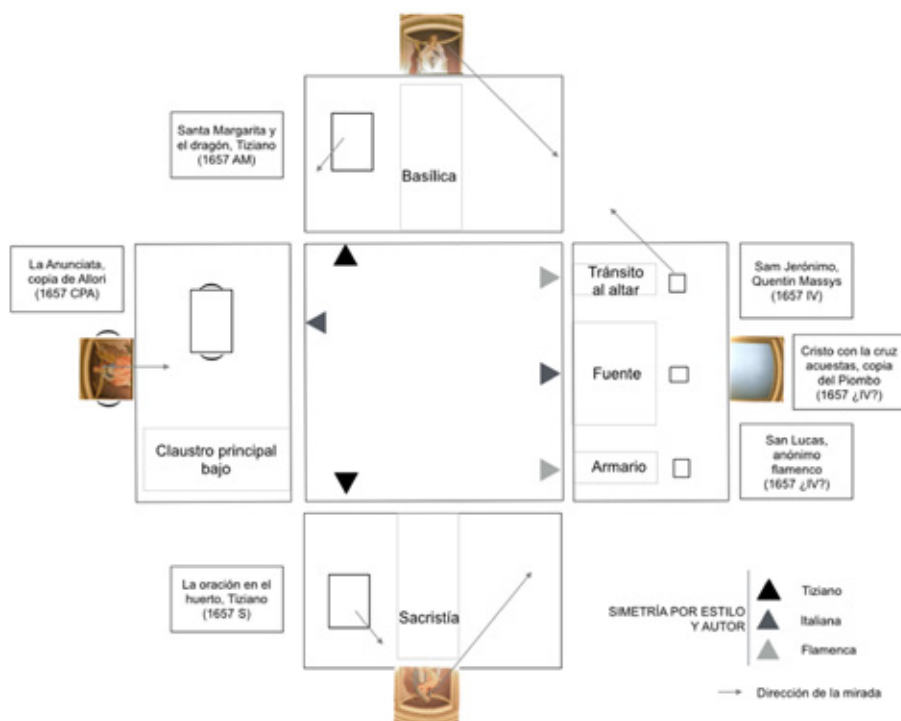 Santa Margarita y
el dragón, Tiziano
(1657 AM)
Basílica
La Anunciata,
copia de Allori
(1657 CPA)
Tránsito
al altar
Sam Jerónimo,
Quentin Massys
(1657 IV)
Fuente
Cristo con la cruz
acuestas, copia
del Piombo
(1657 ¿IV?)
Claustro principal
bajo
Armario
San Lucas,
anónimo
flamenco
(1657 ¿IV?)
La oración en el
huerto, Tiziano
(1657 S)
Sacristía
SIMETRÍA POR ESTILO
Y AUTOR
Tiziano
Italiana
Flamenca
Dirección de la mirada